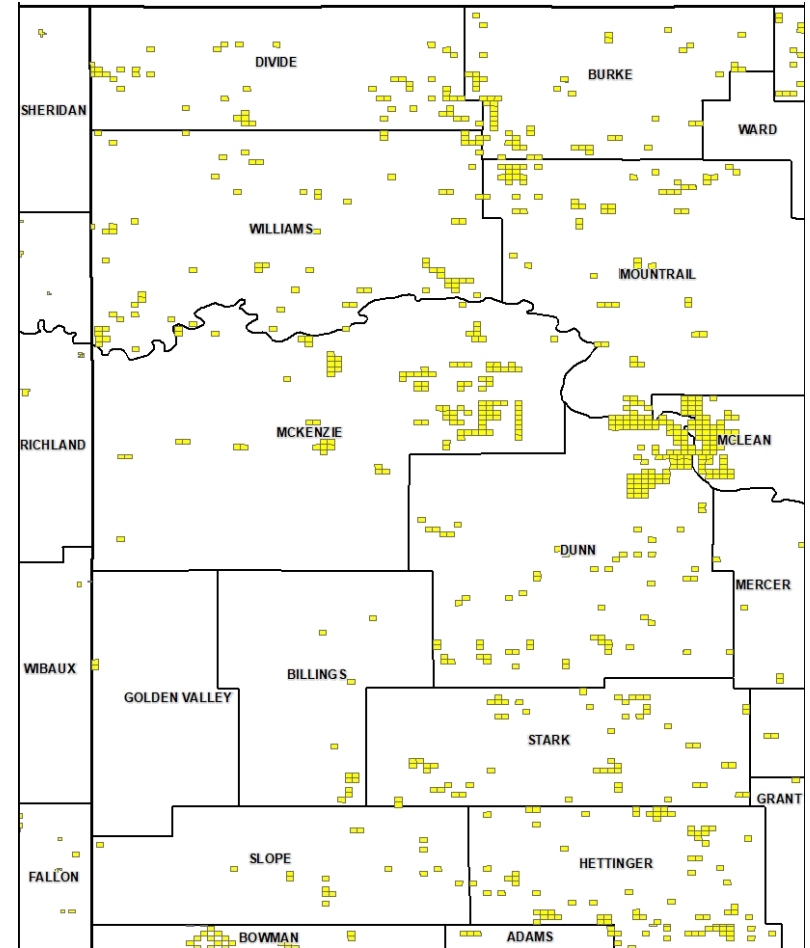 DIVIDE
BURKE
SHERIDAN
WARD
WILLIAMS
MOUNTRAIL
MCKENZIE
RICHLAND
MCLEAN
DUNN
MERCER
WIBAUX
BILLINGS
GOLDEN VALLEY
STARK
GRANT
SLOPE
HETTINGER
FALLON
BOWMAN
ADAMS